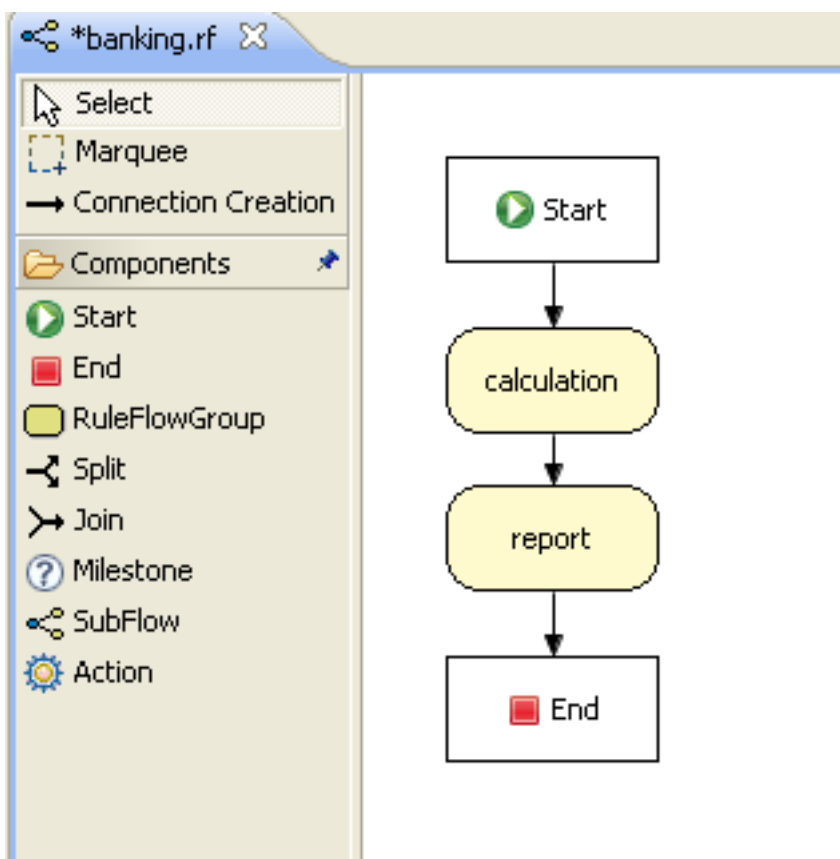 *banking.rf
Select
Marquee
Connection Creation
Components
Start
End
RuleFlowGroup
Split
Join
Milestone
SubFlow
Action
Start
calculation
report
End